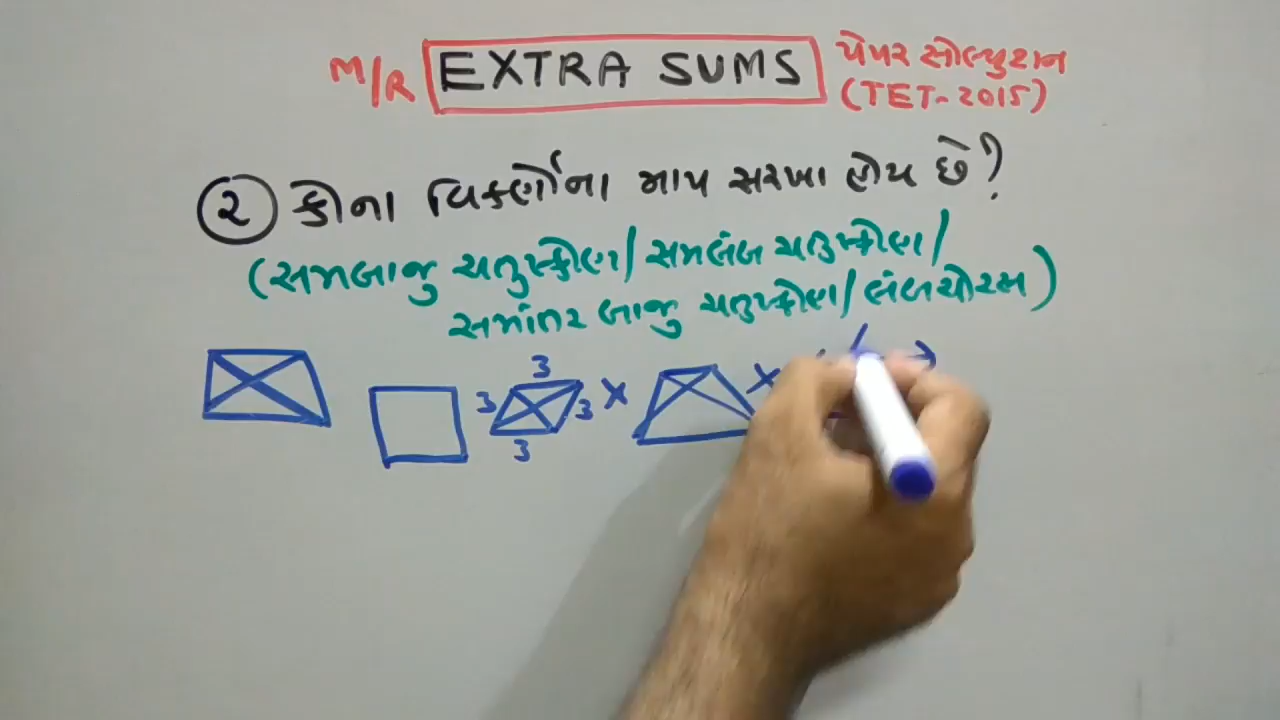 M/R EXTRA SUMS પેપર સોલ્યુશન
(TET-2015)
૨ કોના વિકર્ણોના માપ સરખા હોય છે?
(સમબાજુ ચતુષ્કોણ/સમલંબ ચતુષ્કોણ/
સમાંતર બાજુ ચતુષ્કોણ/લંબચોરસ)
3
3 3 X X
3